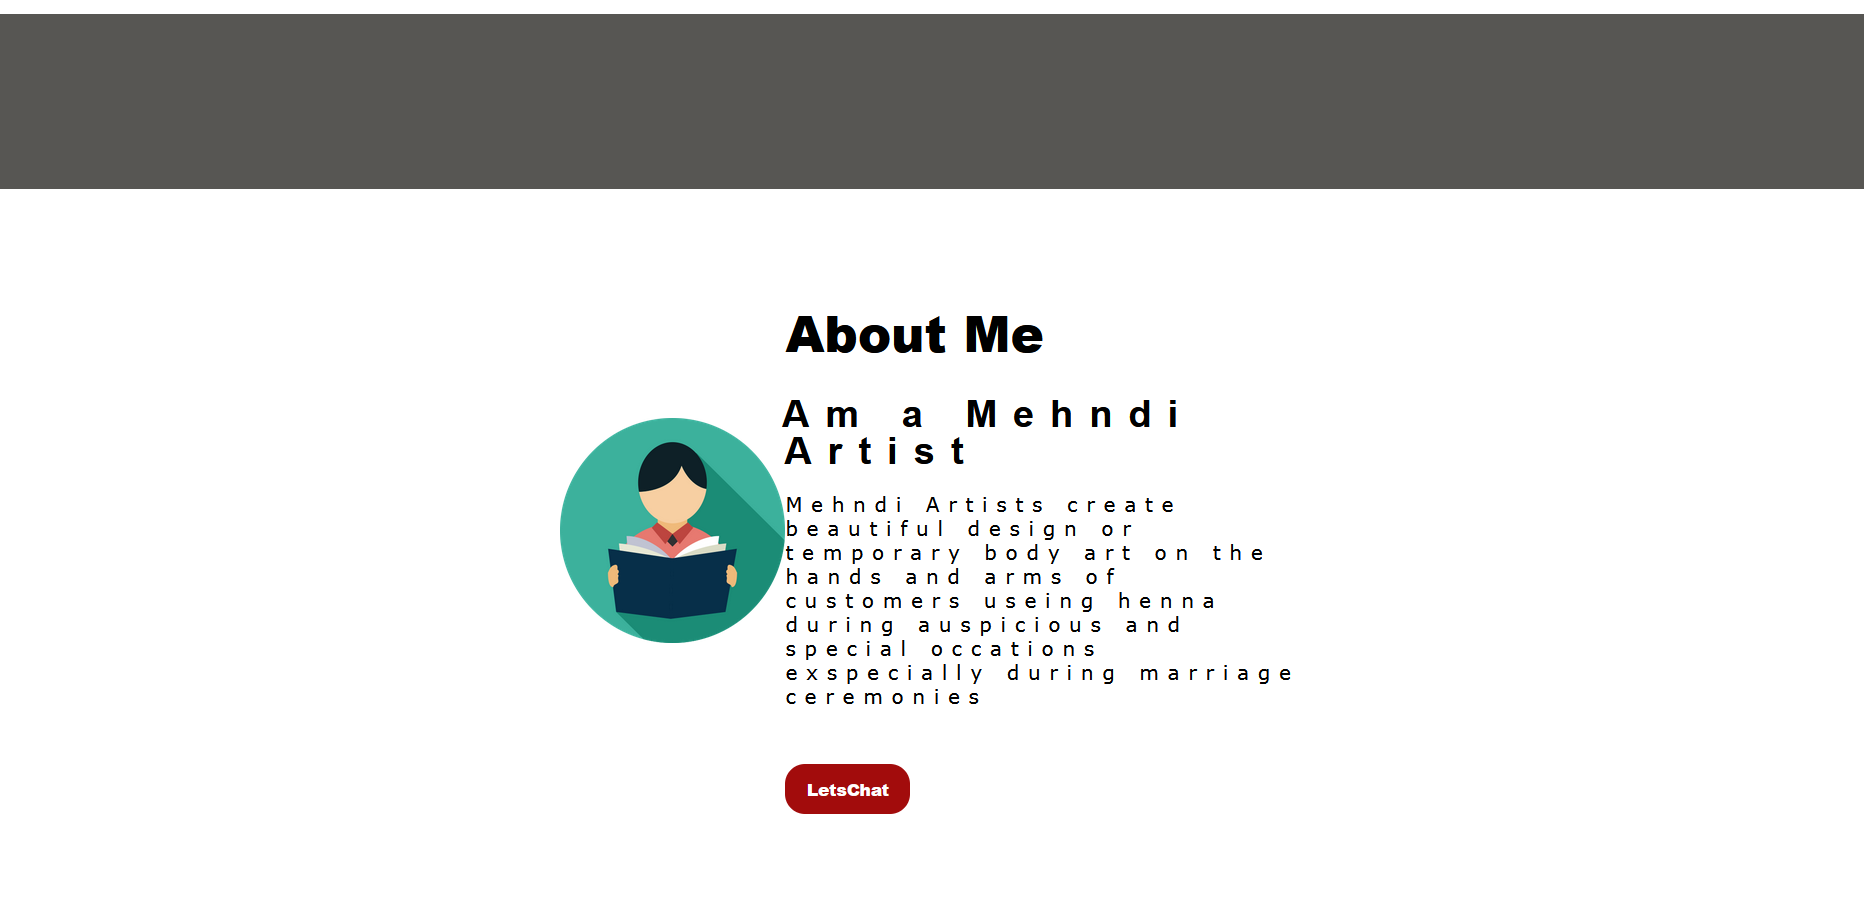 About Me
Am a Mehndi
Artist
Mehndi Artists create
beautiful design or
temporary body art on the
hands and arms of
customers useing henna
during auspicious and
special occations
exspecially during marriage
ceremonies
LetsChat